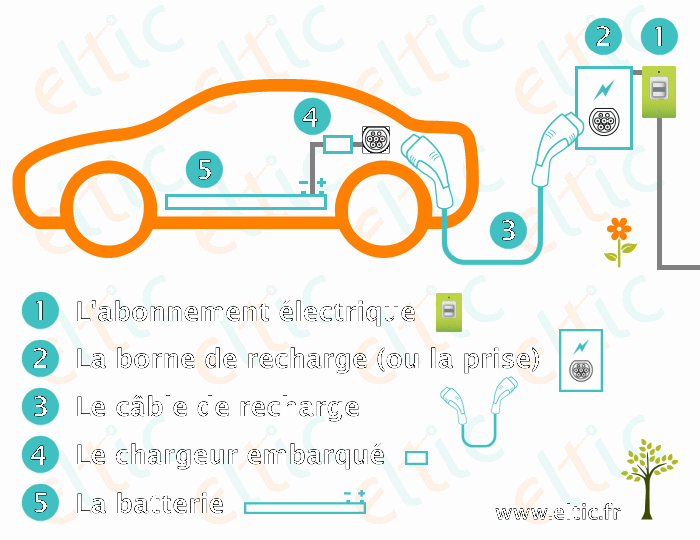 2 1
4
5
3
1 L'abonnement électrique
2 La borne de recharge (ou la prise)
3 Le câble de recharge
4 Le chargeur embarqué
5 La batterie
www.eltic.fr
eltic